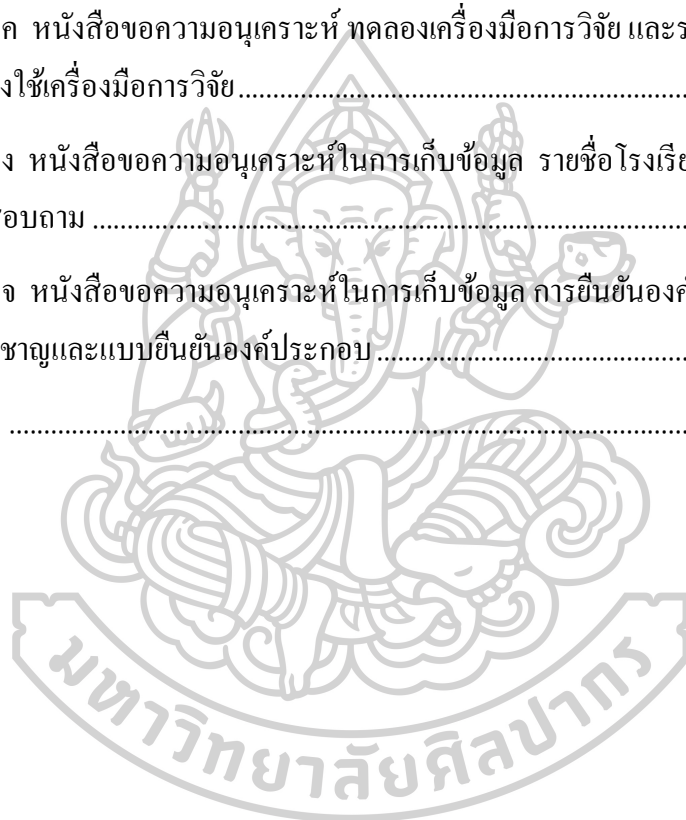 ค หนังสือขอความอนุเคราะห์ ทดลองเครื่องมือการวิจัย และร
งใช้เครื่องมือการวิจัย..........................................................................
ง หนังสือขอความอนุเคราะห์ในการเก็บข้อมูล รายชื่อโรงเรีย
อบถาม ..................................................................................................
จ หนังสือขอความอนุเคราะห์ในการเก็บข้อมูล การยืนยันองค์
ชาญและแบบยืนยันองค์ประกอบ ...................................................
..................................................................................................................
มหาวิทยาลัยศิลปากร